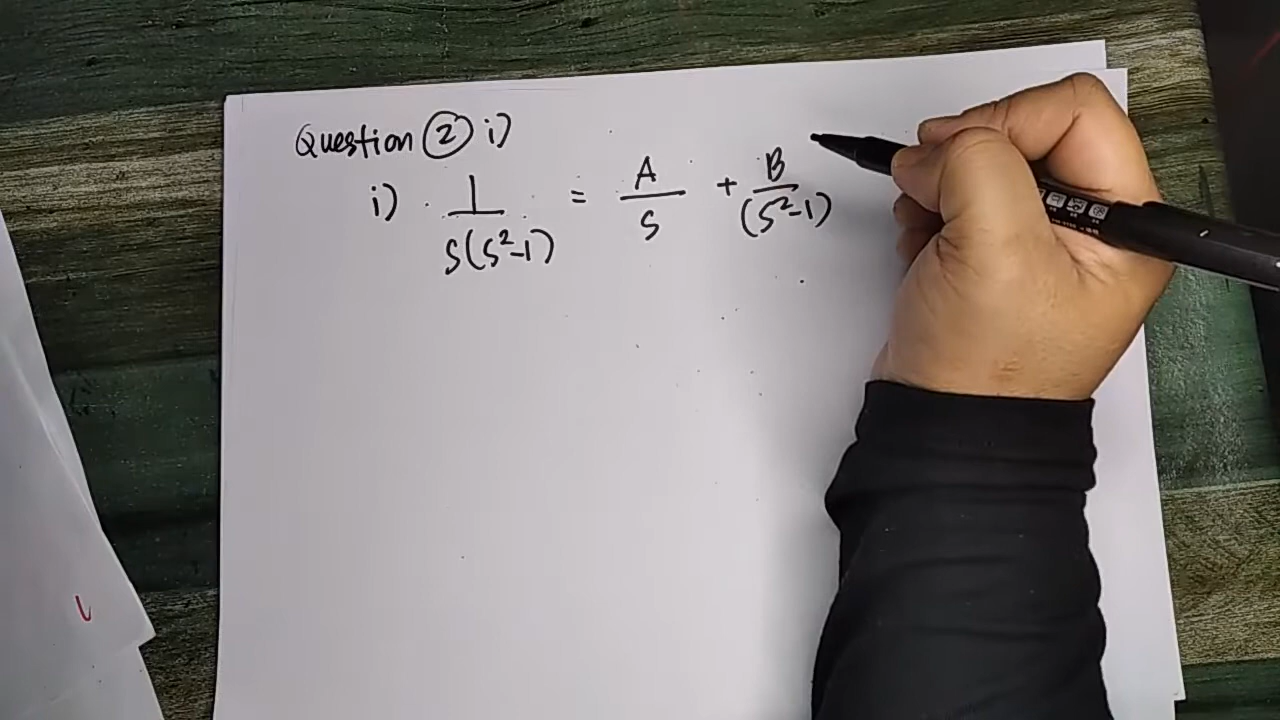 Question ② i)
i) 1/s(s²-1) = A/s + B/(s²-1)